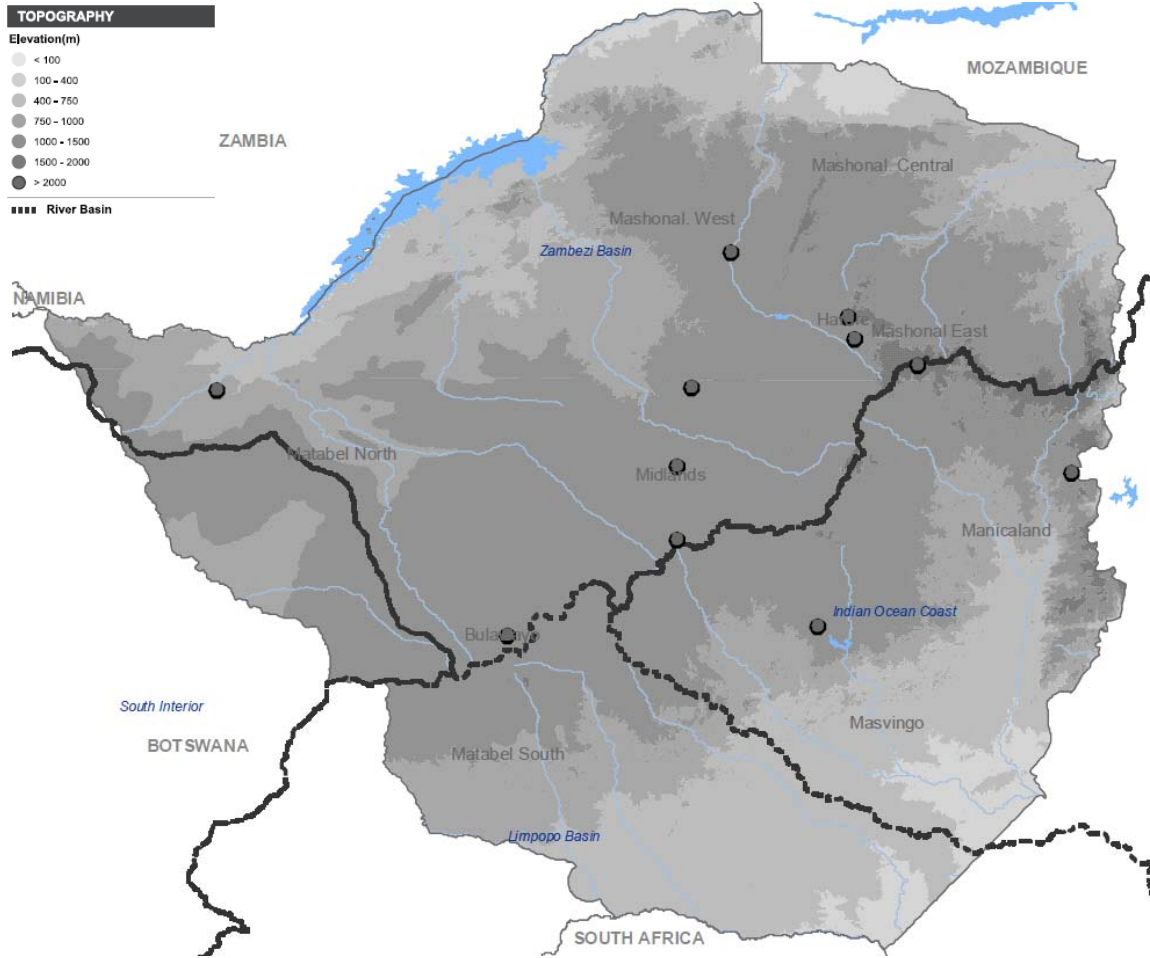 TOPOGRAPHY
Elevation(m)
< 100
100 - 400
400 - 750
750 - 1000
1000 - 1500
1500 - 2000
> 2000
River Basin
MOZAMBIQUE
ZAMBIA
Mashonal. Central
Mashonal. West
Zambezi Basin
NAMIBIA
Mashonal East
Matabel North
Midlands
Manicaland
Indian Ocean Coast
Bulawayo
South Interior
Masvingo
BOTSWANA
Matabel South
Limpopo Basin
SOUTH AFRICA